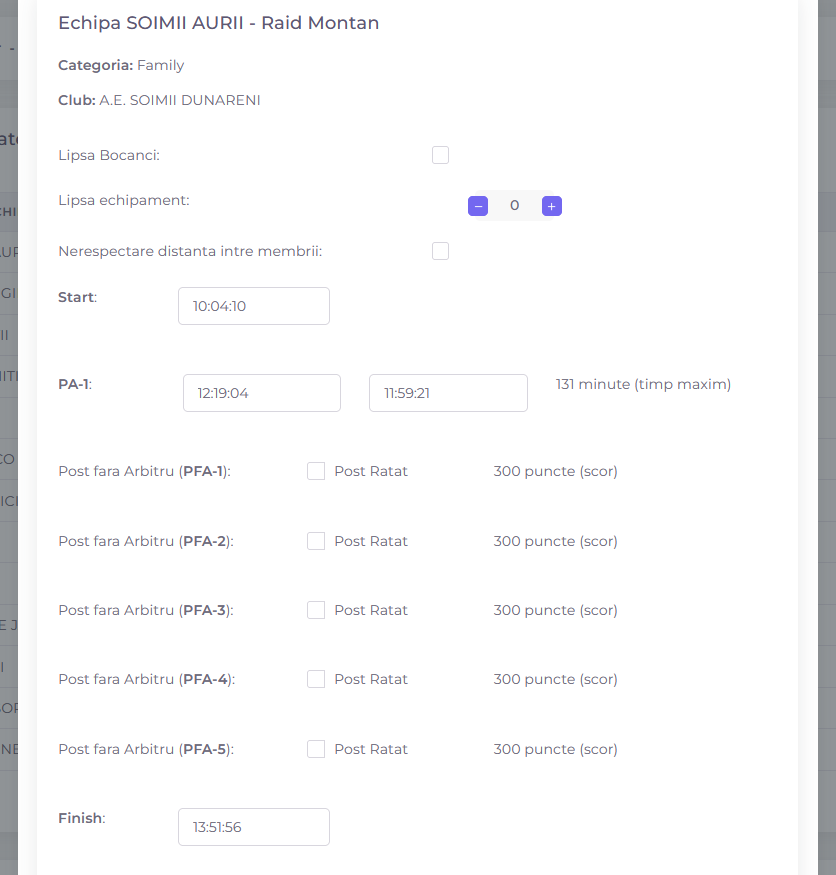 Echipa SOIMII AURII - Raid Montan
Categoria: Family
Club: A.E. SOIMII DUNARENI
Lipsa Bocanci:
Lipsa echipament: − 0 +
Nerespectare distanta intre membrii:
Start: 10:04:10
PA-1: 12:19:04 11:59:21 131 minute (timp maxim)
Post fara Arbitru (PFA-1): Post Ratat 300 puncte (scor)
Post fara Arbitru (PFA-2): Post Ratat 300 puncte (scor)
Post fara Arbitru (PFA-3): Post Ratat 300 puncte (scor)
Post fara Arbitru (PFA-4): Post Ratat 300 puncte (scor)
Post fara Arbitru (PFA-5): Post Ratat 300 puncte (scor)
Finish: 13:51:56